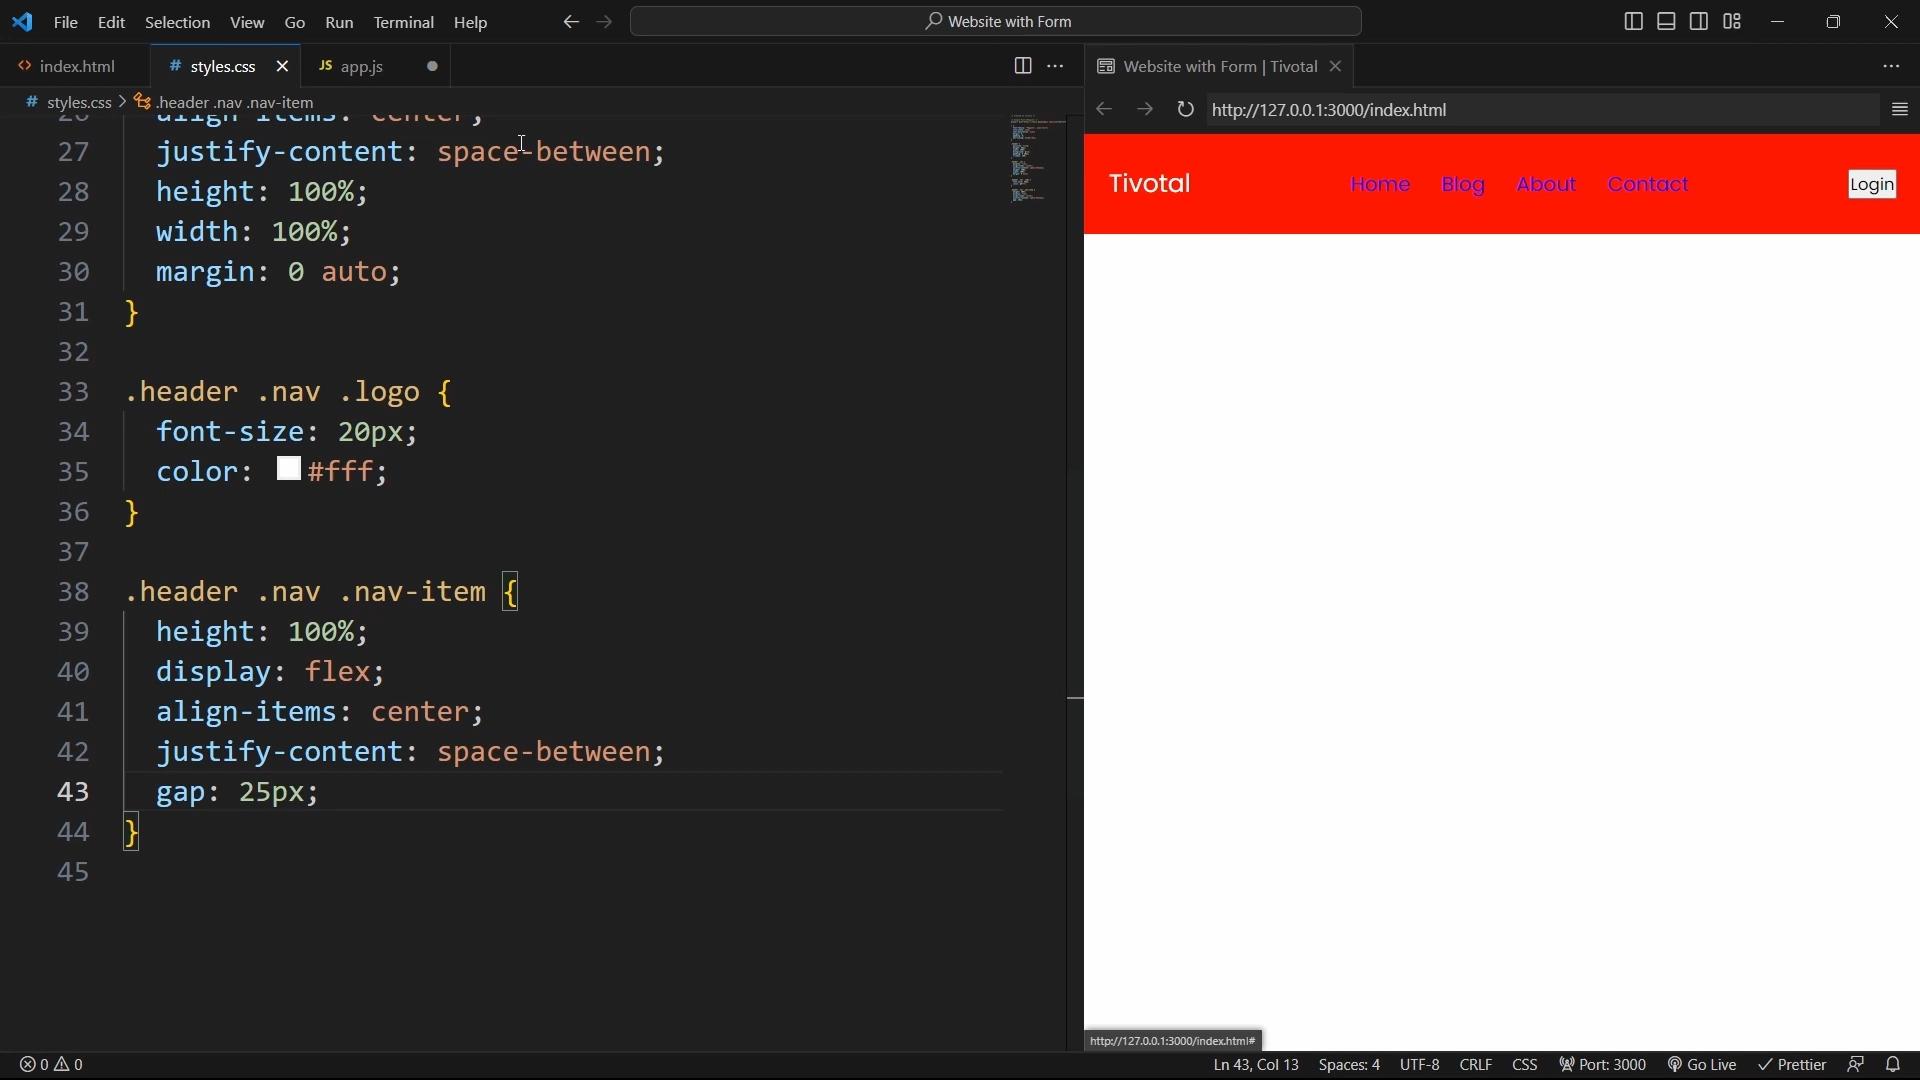 File Edit Selection View Go Run Terminal Help
Website with Form
index.html
# styles.css
JS app.js
Website with Form | Tivotal
# styles.css > .header .nav .nav-item
http://127.0.0.1:3000/index.html
align-items: center;
27 justify-content: space-between;
28 height: 100%;
29 width: 100%;
30 margin: 0 auto;
31 }
32
33 .header .nav .logo {
34 font-size: 20px;
35 color: #fff;
36 }
37
38 .header .nav .nav-item {
39 height: 100%;
40 display: flex;
41 align-items: center;
42 justify-content: space-between;
43 gap: 25px;
44 }
45
Tivotal
Home Blog About Contact
Login
http://127.0.0.1:3000/index.html#
0 0
Ln 43, Col 13 Spaces: 4 UTF-8 CRLF CSS Port: 3000 Go Live Prettier